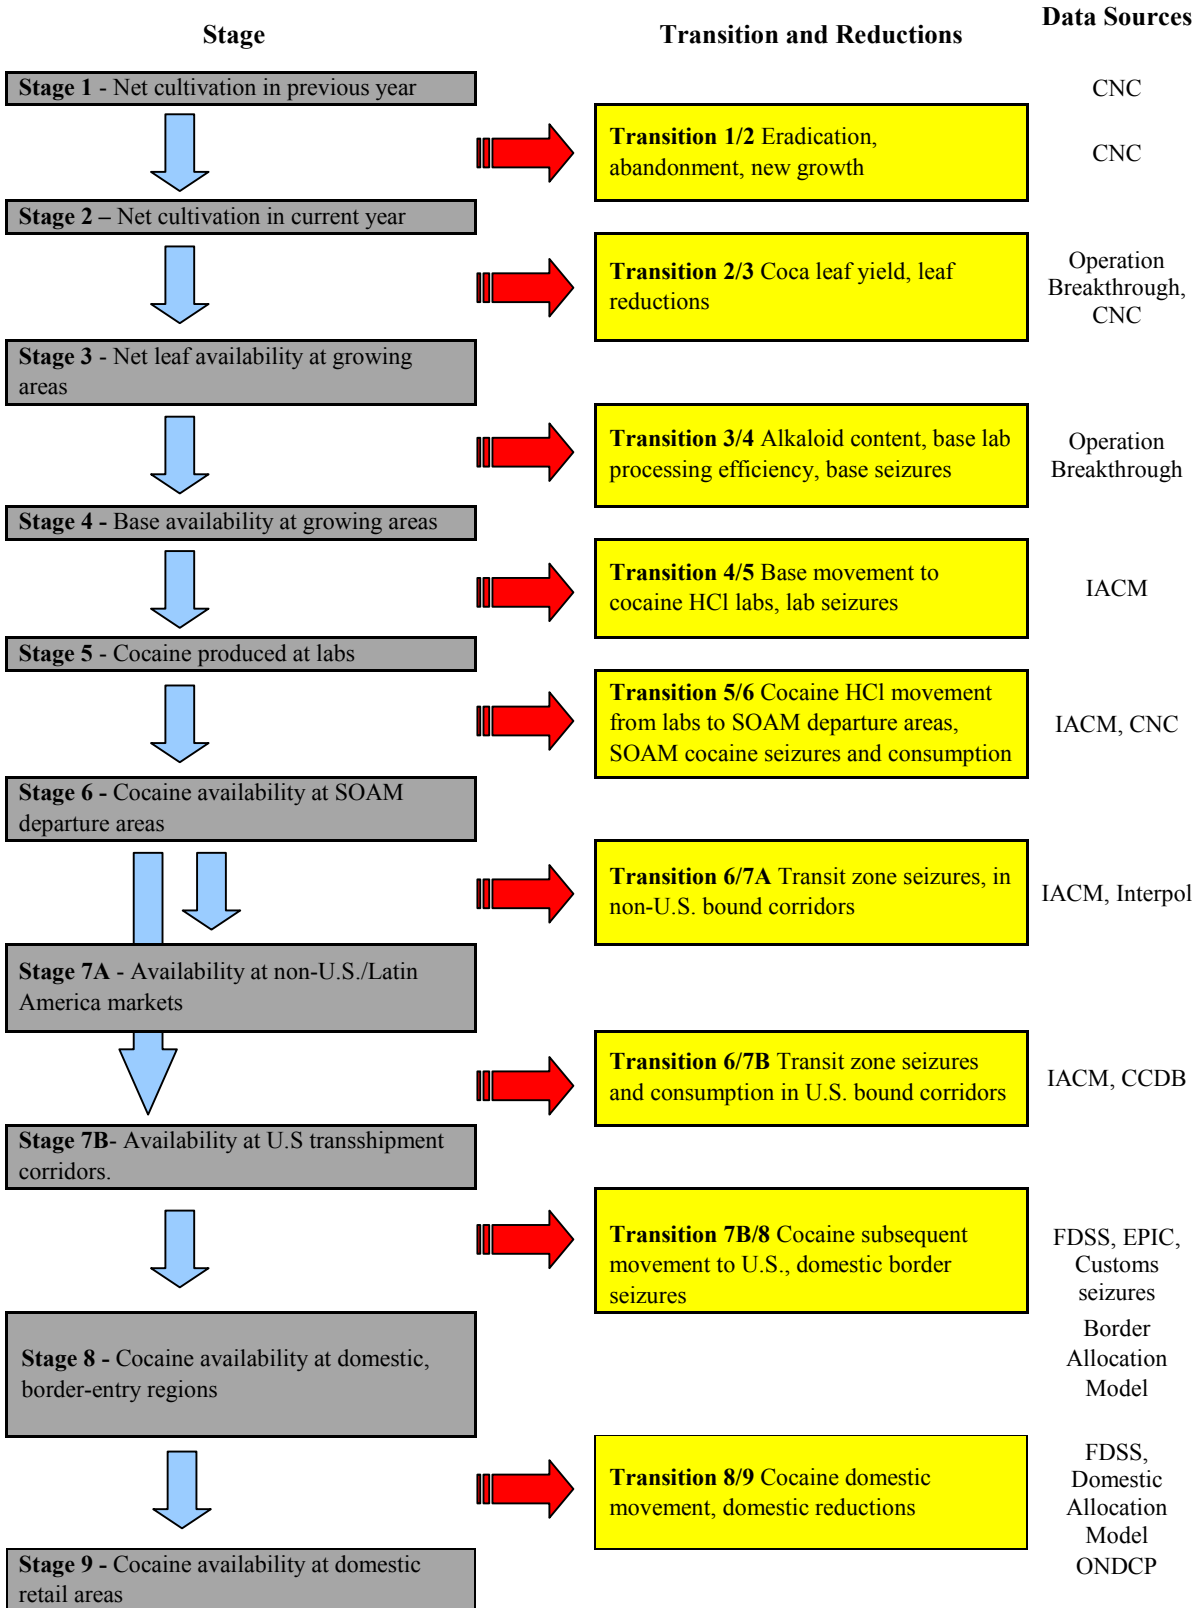 Data Sources
Stage
Transition and Reductions
Stage 1 - Net cultivation in previous year
CNC
Transition 1/2 Eradication,
abandonment, new growth
CNC
Stage 2 – Net cultivation in current year
Transition 2/3 Coca leaf yield, leaf
reductions
Operation
Breakthrough,
CNC
Stage 3 - Net leaf availability at growing
areas
Transition 3/4 Alkaloid content, base lab
processing efficiency, base seizures
Operation
Breakthrough
Stage 4 - Base availability at growing areas
Transition 4/5 Base movement to
cocaine HCl labs, lab seizures
IACM
Stage 5 - Cocaine produced at labs
Transition 5/6 Cocaine HCl movement
from labs to SOAM departure areas,
SOAM cocaine seizures and consumption
IACM, CNC
Stage 6 - Cocaine availability at SOAM
departure areas
Transition 6/7A Transit zone seizures, in
non-U.S. bound corridors
IACM, Interpol
Stage 7A - Availability at non-U.S./Latin
America markets
Transition 6/7B Transit zone seizures
and consumption in U.S. bound corridors
IACM, CCDB
Stage 7B- Availability at U.S transshipment
corridors.
Transition 7B/8 Cocaine subsequent
movement to U.S., domestic border
seizures
FDSS, EPIC,
Customs
seizures
Border
Allocation
Model
Stage 8 - Cocaine availability at domestic,
border-entry regions
Transition 8/9 Cocaine domestic
movement, domestic reductions
FDSS,
Domestic
Allocation
Model
ONDCP
Stage 9 - Cocaine availability at domestic
retail areas